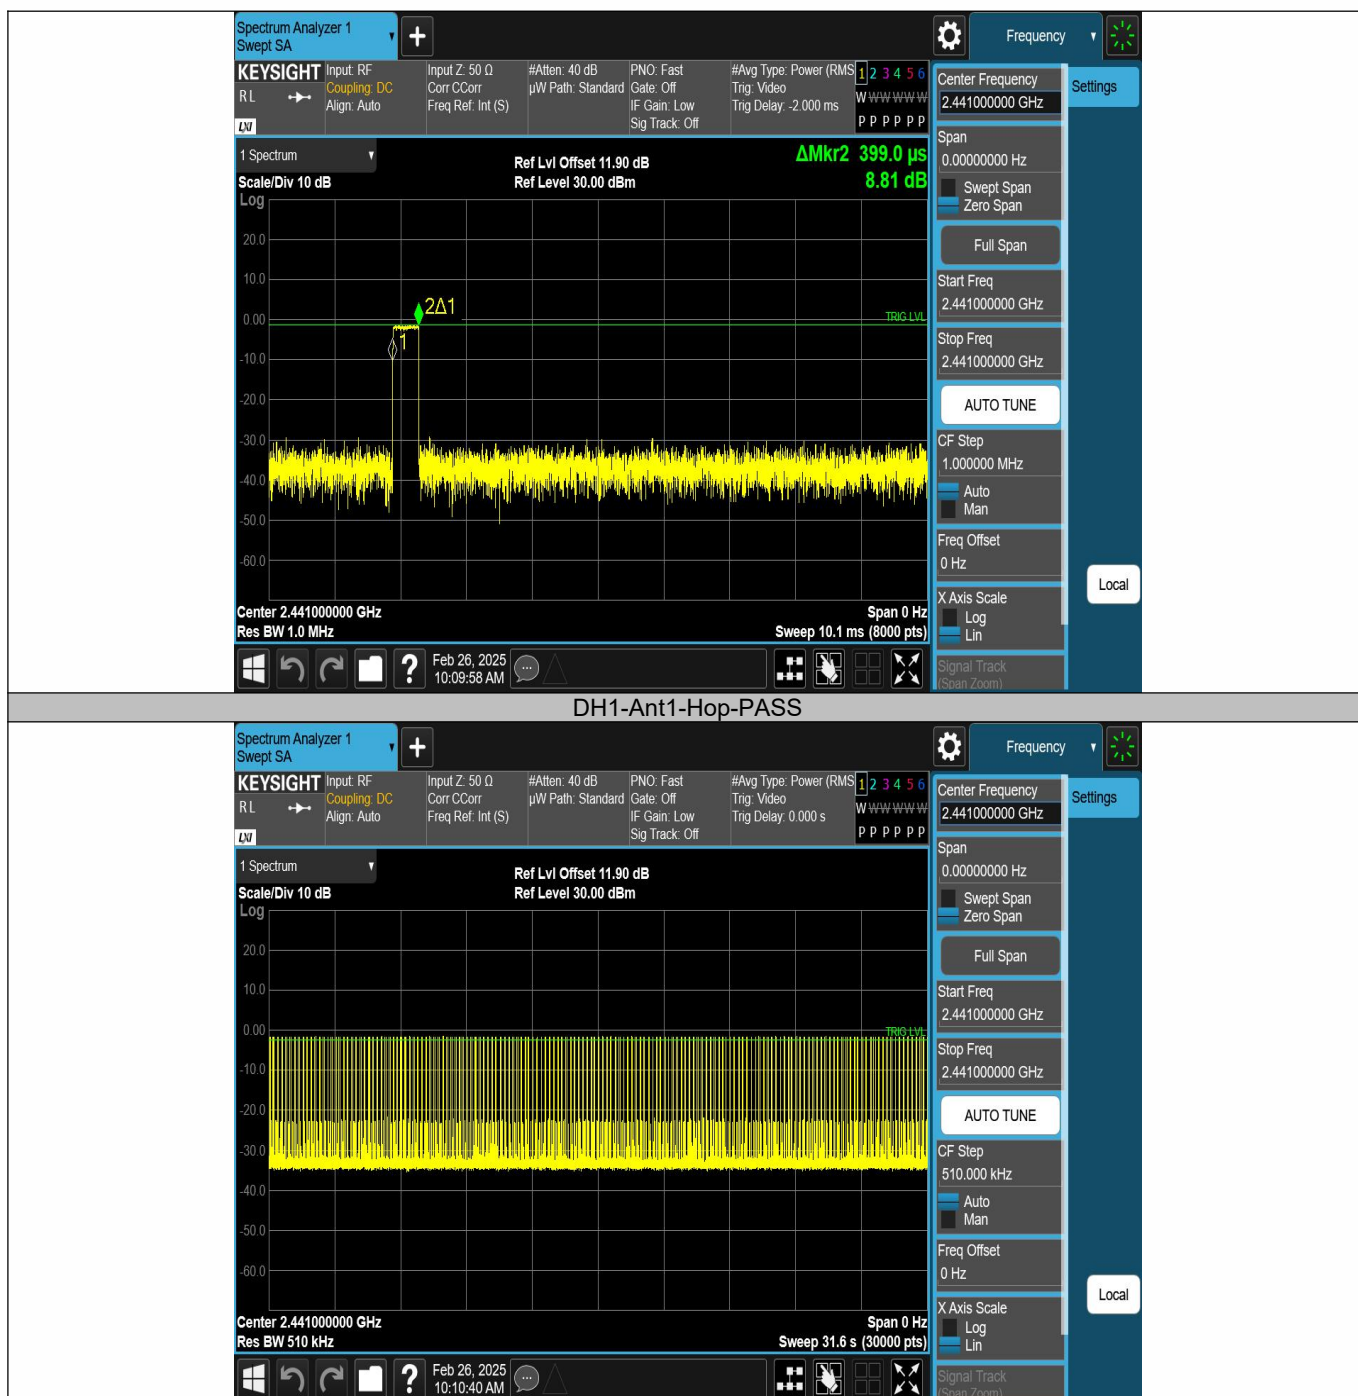 Spectrum Analyzer 1
Swept SA
Frequency
KEYSIGHT
Input: RF
Coupling: DC
Align: Auto
Input Z: 50 Ω
Corr CCorr
Freq Ref: Int (S)
#Atten: 40 dB
µW Path: Standard
PNO: Fast
Gate: Off
IF Gain: Low
Sig Track: Off
#Avg Type: Power (RMS
Trig: Video
Trig Delay: -2.000 ms
1 2 3 4 5 6
W W W W W W
P P P P P P
R L
LXI
Center Frequency
2.441000000 GHz
Settings
Span
0.00000000 Hz
Swept Span
Zero Span
Full Span
Start Freq
2.441000000 GHz
Stop Freq
2.441000000 GHz
AUTO TUNE
CF Step
1.000000 MHz
Auto
Man
Freq Offset
0 Hz
X Axis Scale
Log
Lin
Signal Track
(Span Zoom)
Local
1 Spectrum
Scale/Div 10 dB
Log
Ref Lvl Offset 11.90 dB
Ref Level 30.00 dBm
ΔMkr2 399.0 µs
8.81 dB
20.0
10.0
0.00
-10.0
-20.0
-30.0
-40.0
-50.0
-60.0
2Δ1
1
TRIG LVL
Center 2.441000000 GHz
Res BW 1.0 MHz
Span 0 Hz
Sweep 10.1 ms (8000 pts)
Feb 26, 2025
10:09:58 AM
DH1-Ant1-Hop-PASS
Spectrum Analyzer 1
Swept SA
Frequency
KEYSIGHT
Input: RF
Coupling: DC
Align: Auto
Input Z: 50 Ω
Corr CCorr
Freq Ref: Int (S)
#Atten: 40 dB
µW Path: Standard
PNO: Fast
Gate: Off
IF Gain: Low
Sig Track: Off
#Avg Type: Power (RMS
Trig: Video
Trig Delay: 0.000 s
1 2 3 4 5 6
W W W W W W
P P P P P P
R L
LXI
Center Frequency
2.441000000 GHz
Settings
Span
0.00000000 Hz
Swept Span
Zero Span
Full Span
Start Freq
2.441000000 GHz
Stop Freq
2.441000000 GHz
AUTO TUNE
CF Step
510.000 kHz
Auto
Man
Freq Offset
0 Hz
X Axis Scale
Log
Lin
Signal Track
(Span Zoom)
Local
1 Spectrum
Scale/Div 10 dB
Log
Ref Lvl Offset 11.90 dB
Ref Level 30.00 dBm
20.0
10.0
0.00
-10.0
-20.0
-30.0
-40.0
-50.0
-60.0
TRIG LVL
Center 2.441000000 GHz
Res BW 510 kHz
Span 0 Hz
Sweep 31.6 s (30000 pts)
Feb 26, 2025
10:10:40 AM